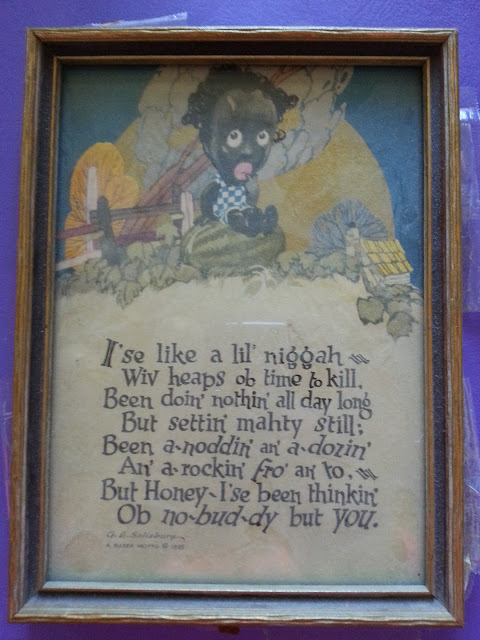 I'se like a lil' niggah
Wiv heaps ob time to kill,
Been doin' nothin' all day long
But settin' mahty still;
Been a-noddin' an' a-dozin'
An' a-rockin' fro' an' to,
But Honey - I'se been thinkin'
Ob no-bud-dy but you.
A BUZZA MOTTO ©